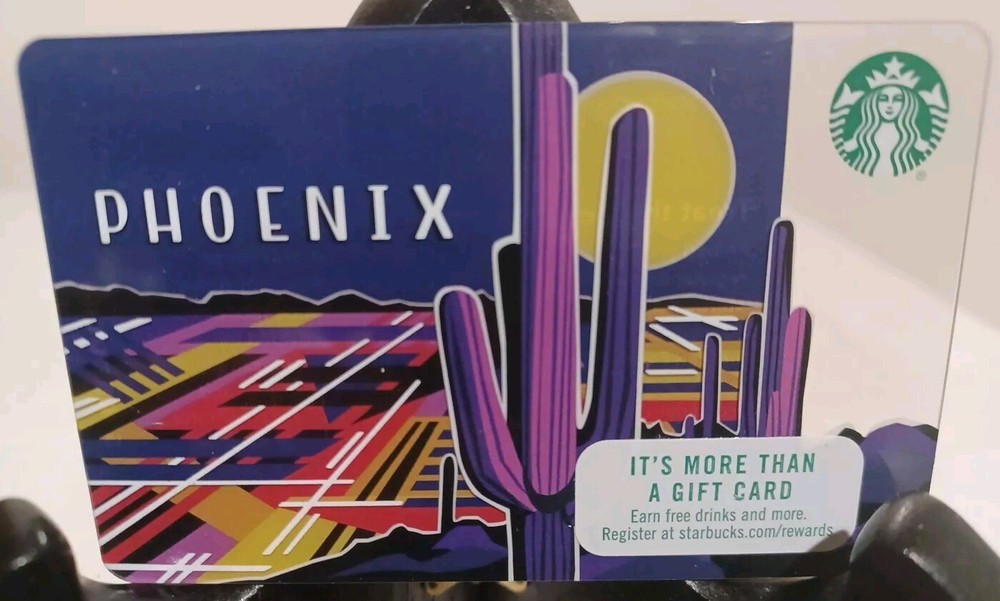 PHOENIX
IT'S MORE THAN
A GIFT CARD
Earn free drinks and more.
Register at starbucks.com/rewards
®